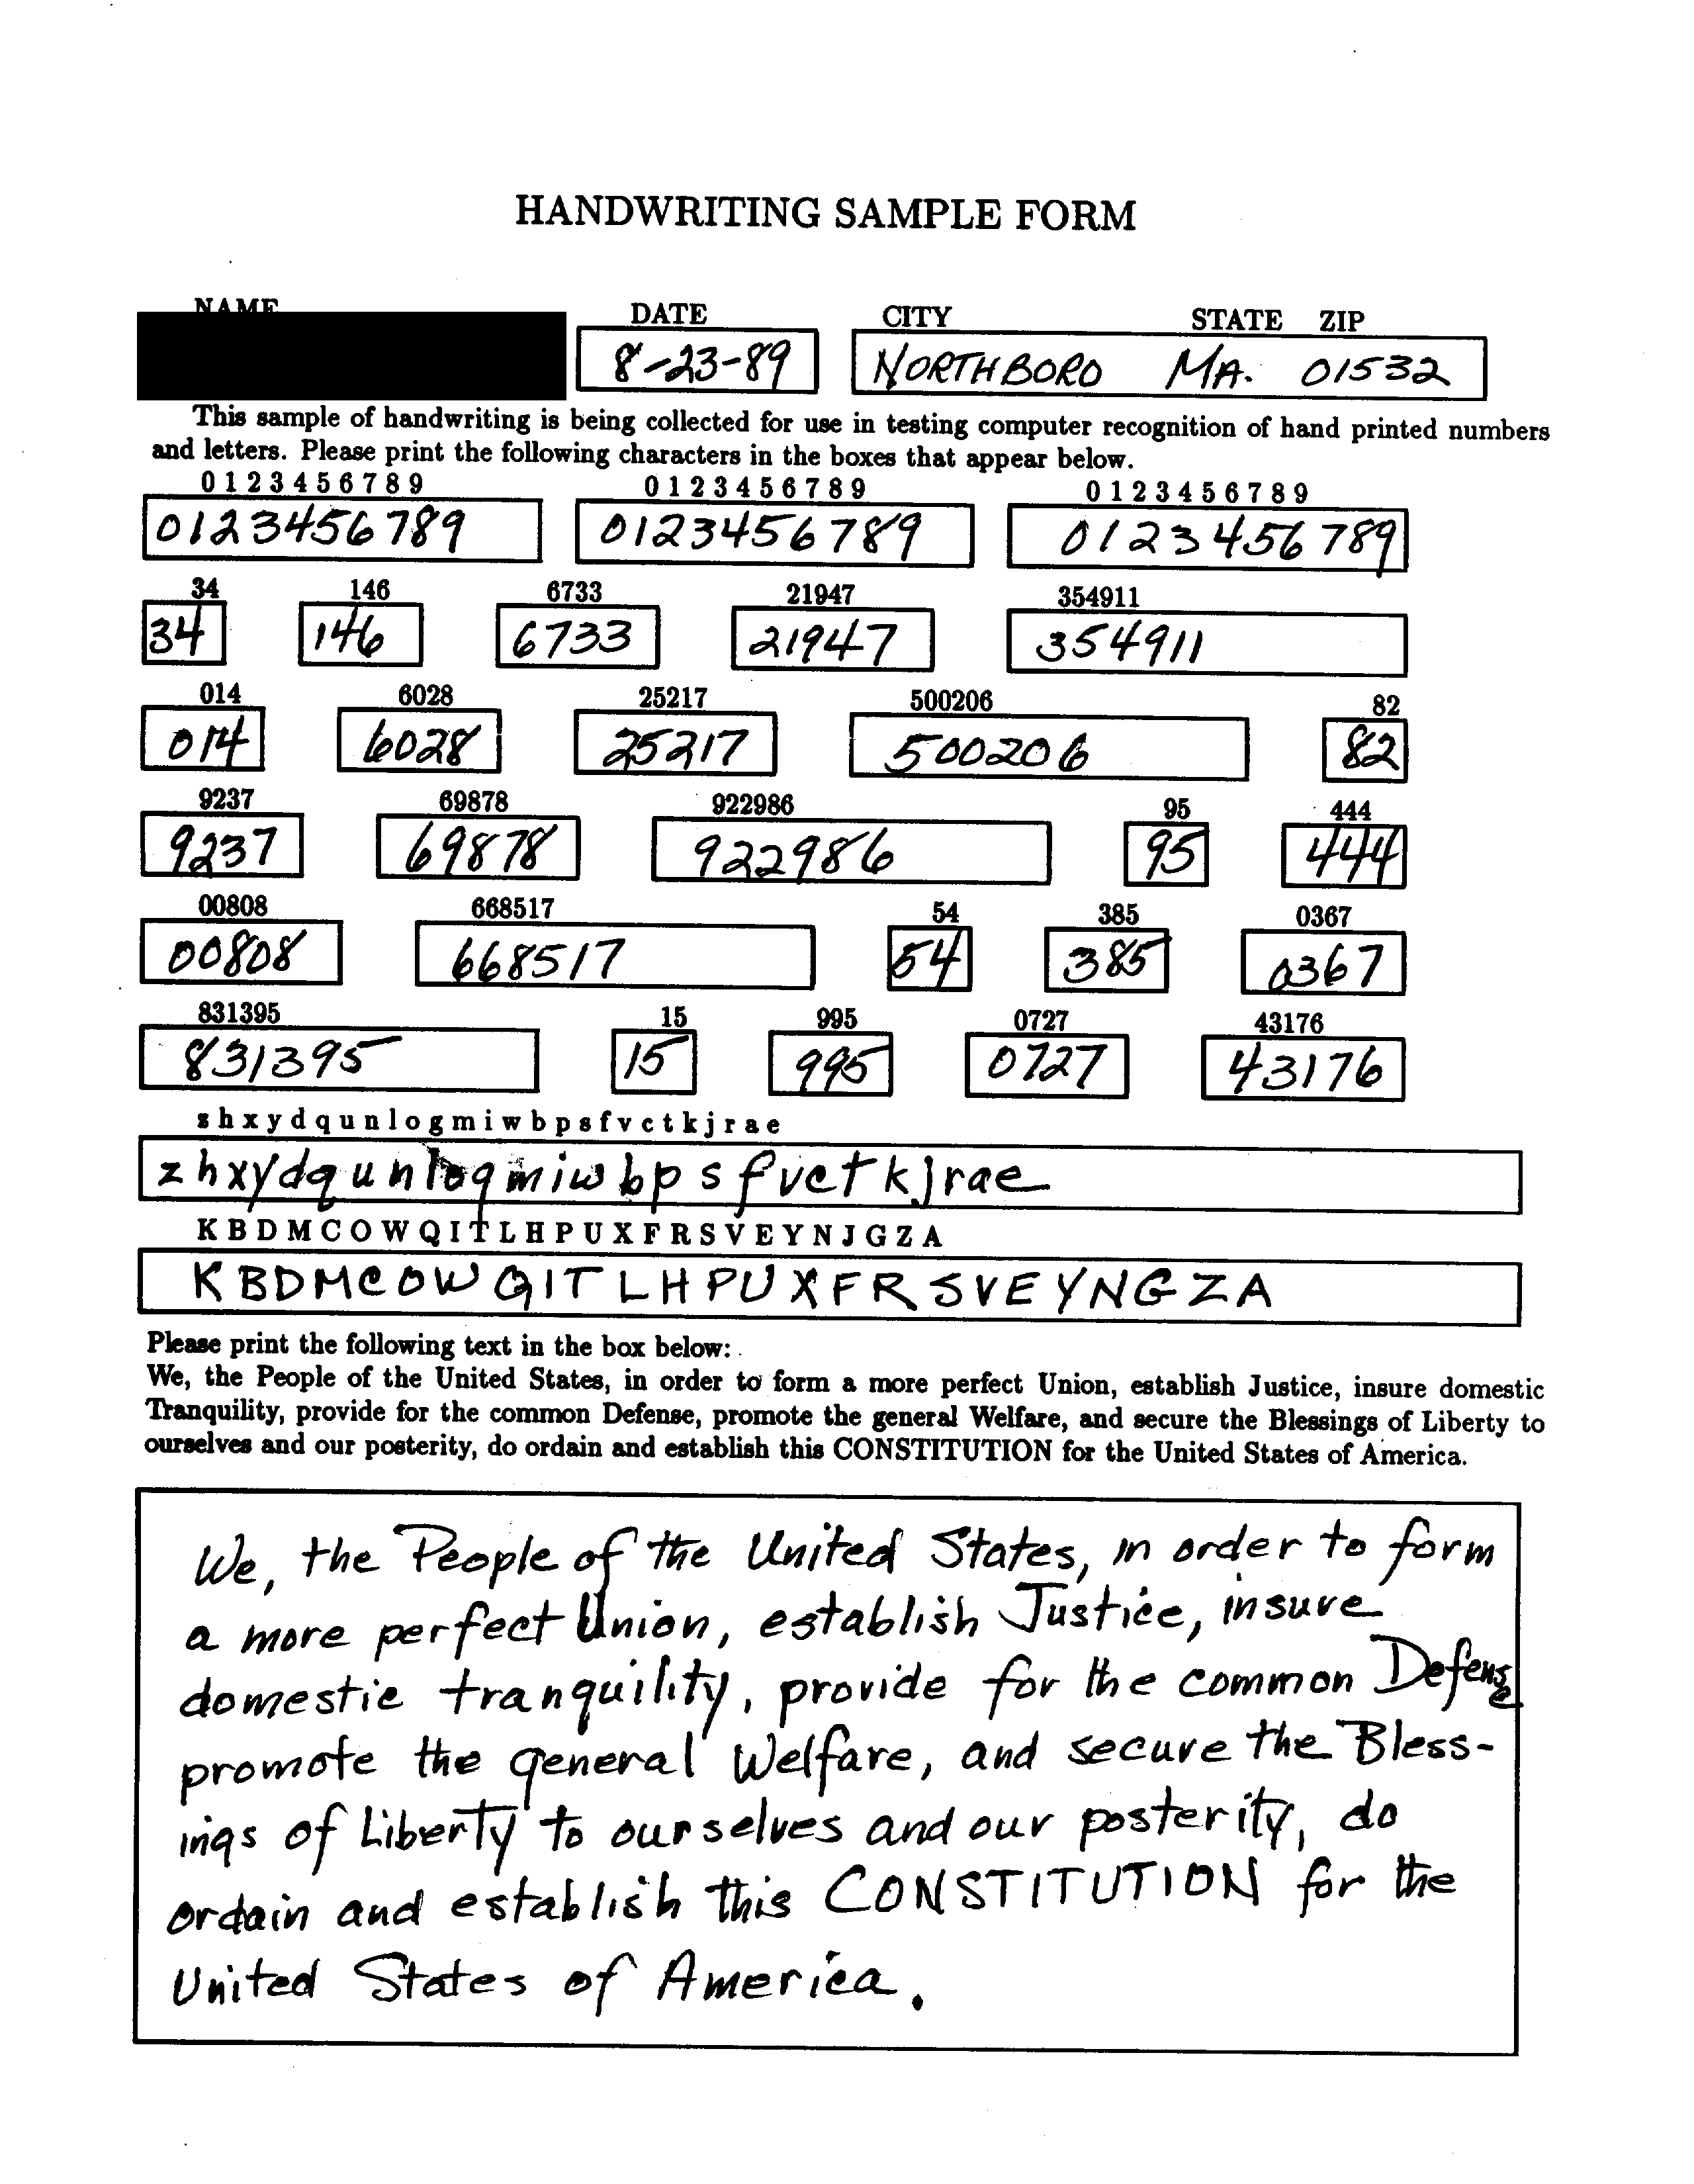 HANDWRITING SAMPLE FORM
NAME DATE CITY STATE ZIP
8-23-89 NORTHBORO MA. 01532
This sample of handwriting is being collected for use in testing computer recognition of hand printed numbers
and letters. Please print the following characters in the boxes that appear below.
0 1 2 3 4 5 6 7 8 9 0 1 2 3 4 5 6 7 8 9 0 1 2 3 4 5 6 7 8 9
0123456789 0123456789 0123456789
34 146 6733 21947 354911
34 146 6733 21947 354911
014 6028 25217 500206 82
014 6028 25217 500206 82
9237 69878 922986 95 444
9237 69878 922986 95 444
00808 668517 54 385 0367
00808 668517 54 385 0367
831395 15 995 0727 43176
831395 15 995 0727 43176
z h x y d q u n l o g m i w b p s f v c t k j r a e
z h x y d q u n l o g m i w b p s f v c t k j r a e
K B D M C O W Q I T L H P U X F R S V E Y N J G Z A
K B D M C O W Q I T L H P U X F R S V E Y N G Z A
Please print the following text in the box below:
We, the People of the United States, in order to form a more perfect Union, establish Justice, insure domestic
Tranquility, provide for the common Defense, promote the general Welfare, and secure the Blessings of Liberty to
ourselves and our posterity, do ordain and establish this CONSTITUTION for the United States of America.
We, the People of the United States, in order to form
a more perfect Union, establish Justice, insure
domestic tranquility, provide for the common Defense
promote the general Welfare, and secure the Bless-
ings of Liberty to ourselves and our posterity, do
ordain and establish this CONSTITUTION for the
United States of America.